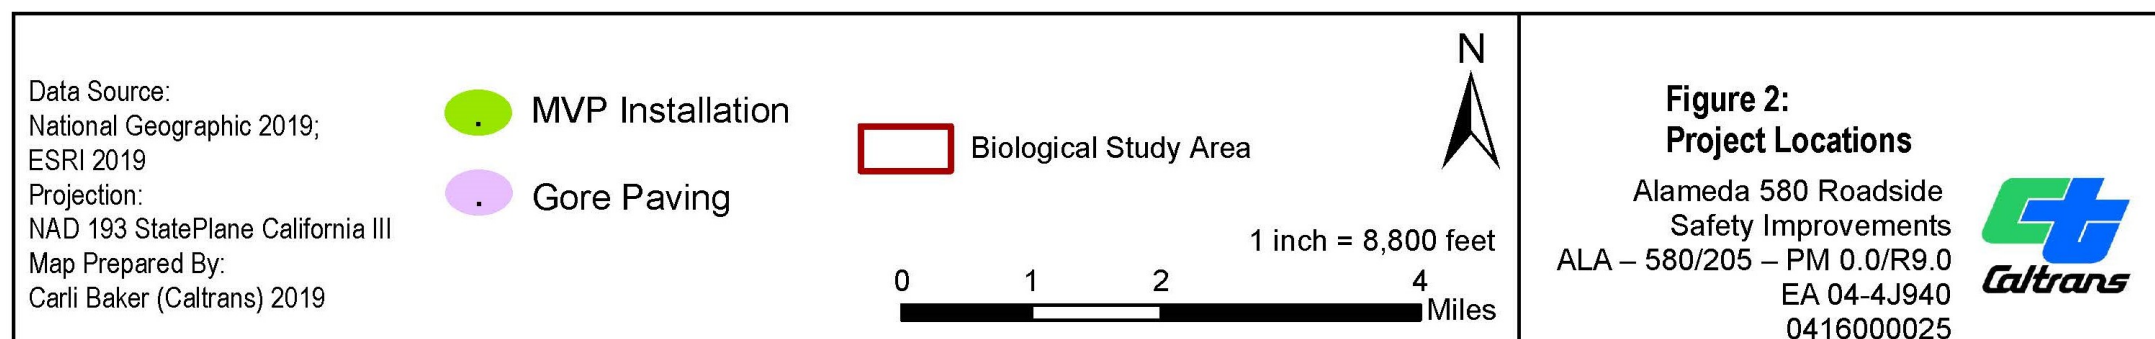 Data Source:
National Geographic 2019;
ESRI 2019
Projection:
NAD 193 StatePlane California III
Map Prepared By:
Carli Baker (Caltrans) 2019
MVP Installation
Gore Paving
Biological Study Area
N
1 inch = 8,800 feet
0 1 2 4
Miles
Figure 2:
Project Locations
Alameda 580 Roadside
Safety Improvements
ALA – 580/205 – PM 0.0/R9.0
EA 04-4J940
0416000025
ct
Caltrans